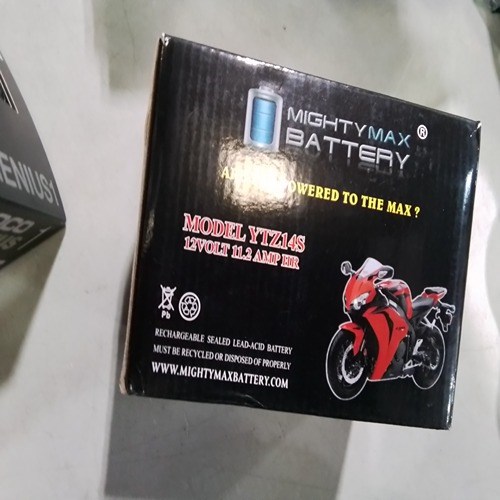 MIGHTYMAX®
BATTERY
POWERED TO THE MAX ?
MODEL YTZ14S
12VOLT 11.2 AMP HR
Pb
RECHARGEABLE SEALED LEAD-ACID BATTERY
MUST BE RECYCLED OR DISPOSED OF PROPERLY
WWW.MIGHTYMAXBATTERY.COM
GENIUS1